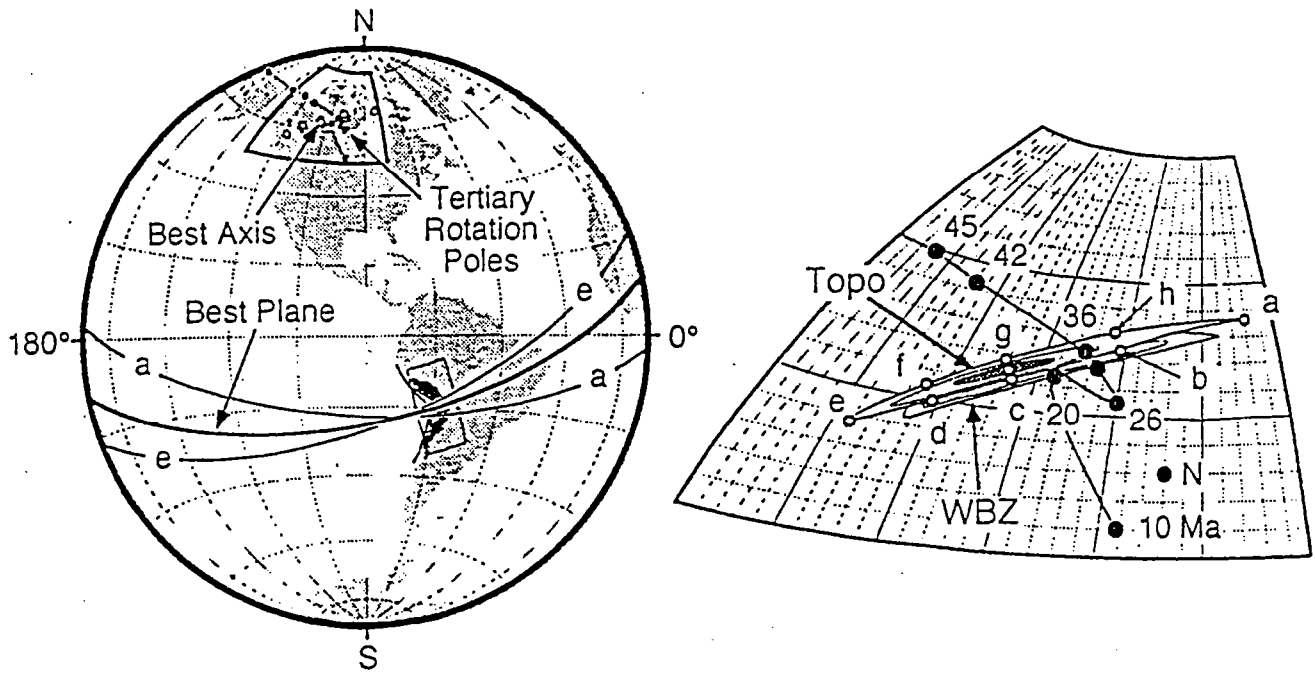 N
Best Axis
Tertiary
Rotation
Poles
Best Plane
e
180°
0°
a
a
e
S
45
42
Topo
36
h
a
g
f
b
e
d
c
20
26
WBZ
N
10 Ma